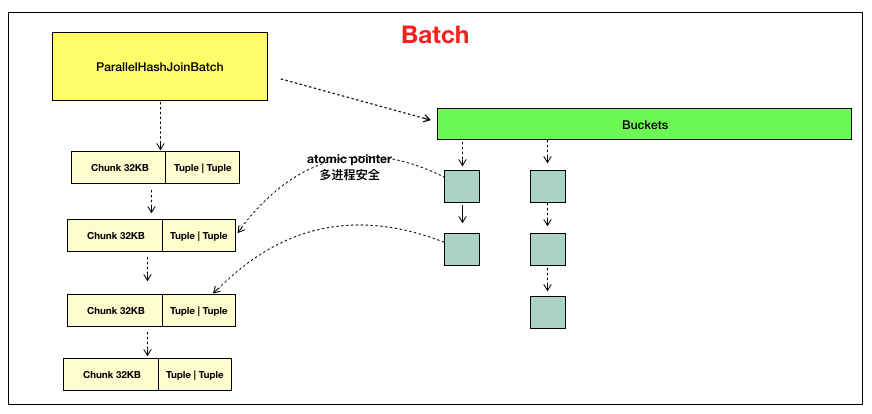 Batch
ParallelHashJoinBatch
Buckets
atomic pointer
多进程安全
Chunk 32KB
Tuple | Tuple
Chunk 32KB
Tuple | Tuple
Chunk 32KB
Tuple | Tuple
Chunk 32KB
Tuple | Tuple